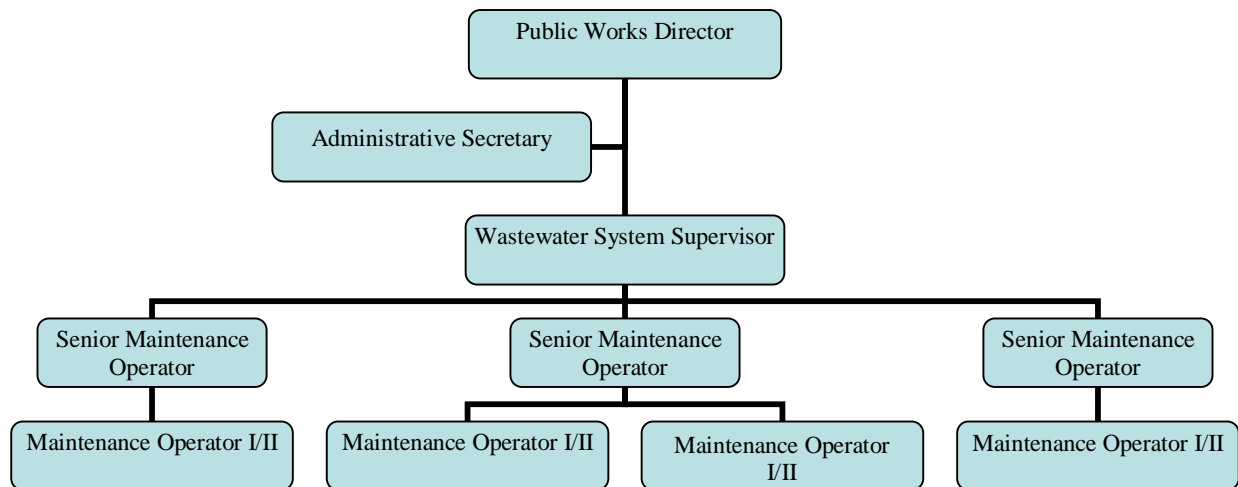 Public Works Director
Administrative Secretary
Wastewater System Supervisor
Senior Maintenance
Operator
Senior Maintenance
Operator
Senior Maintenance
Operator
Maintenance Operator I/II
Maintenance Operator I/II
Maintenance Operator
I/II
Maintenance Operator I/II